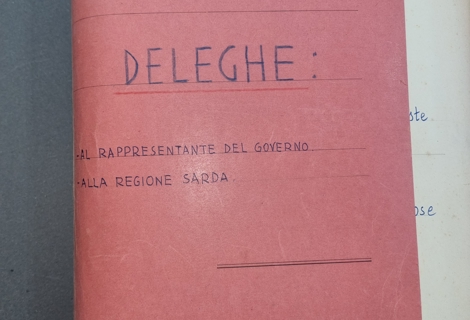 DELEGHE:
-AL RAPPRESENTANTE DEL GOVERNO.
-ALLA REGIONE SARDA.